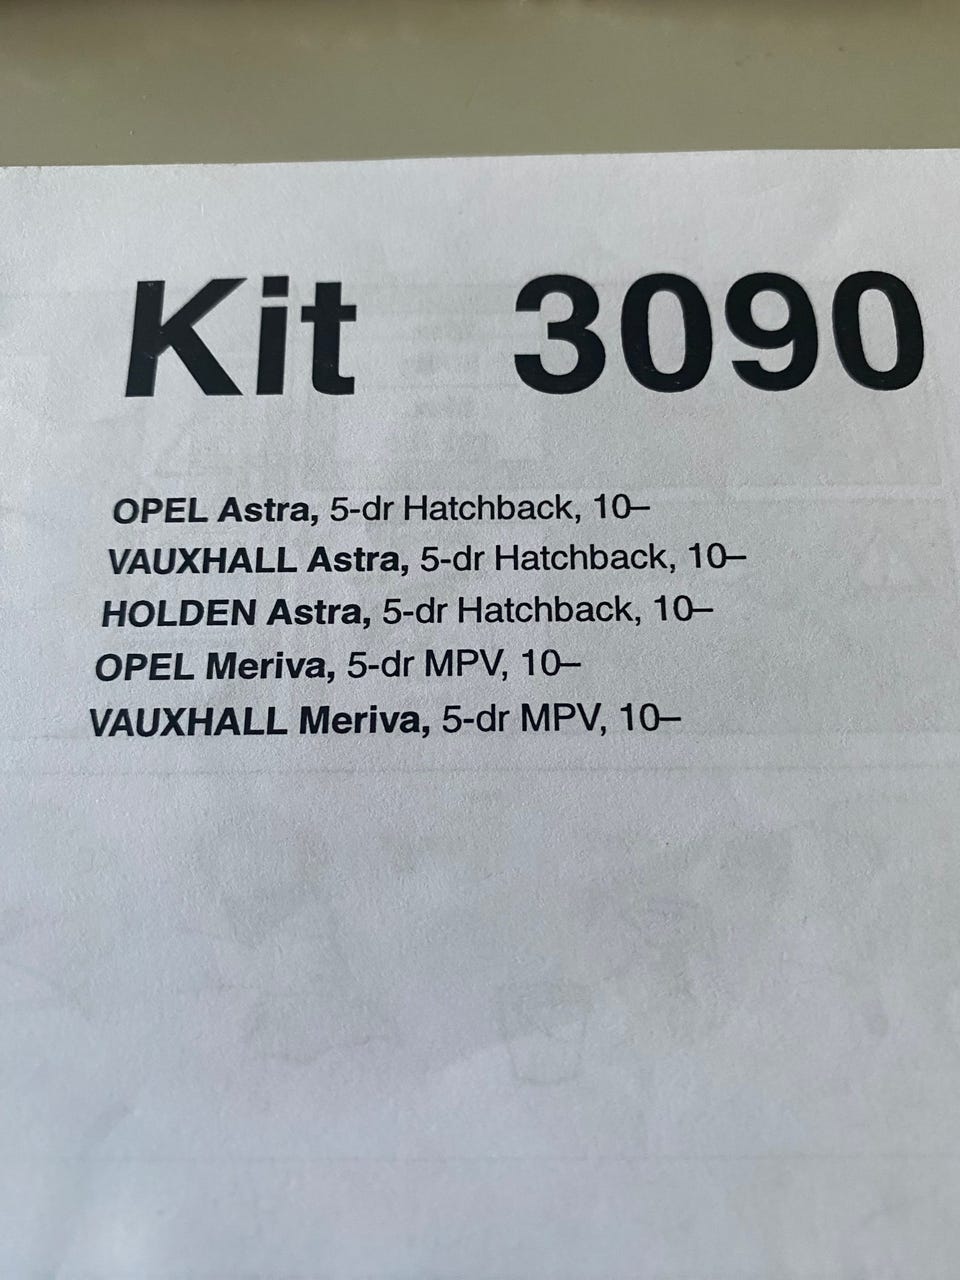 Kit 3090
OPEL Astra, 5-dr Hatchback, 10–
VAUXHALL Astra, 5-dr Hatchback, 10–
HOLDEN Astra, 5-dr Hatchback, 10–
OPEL Meriva, 5-dr MPV, 10–
VAUXHALL Meriva, 5-dr MPV, 10–